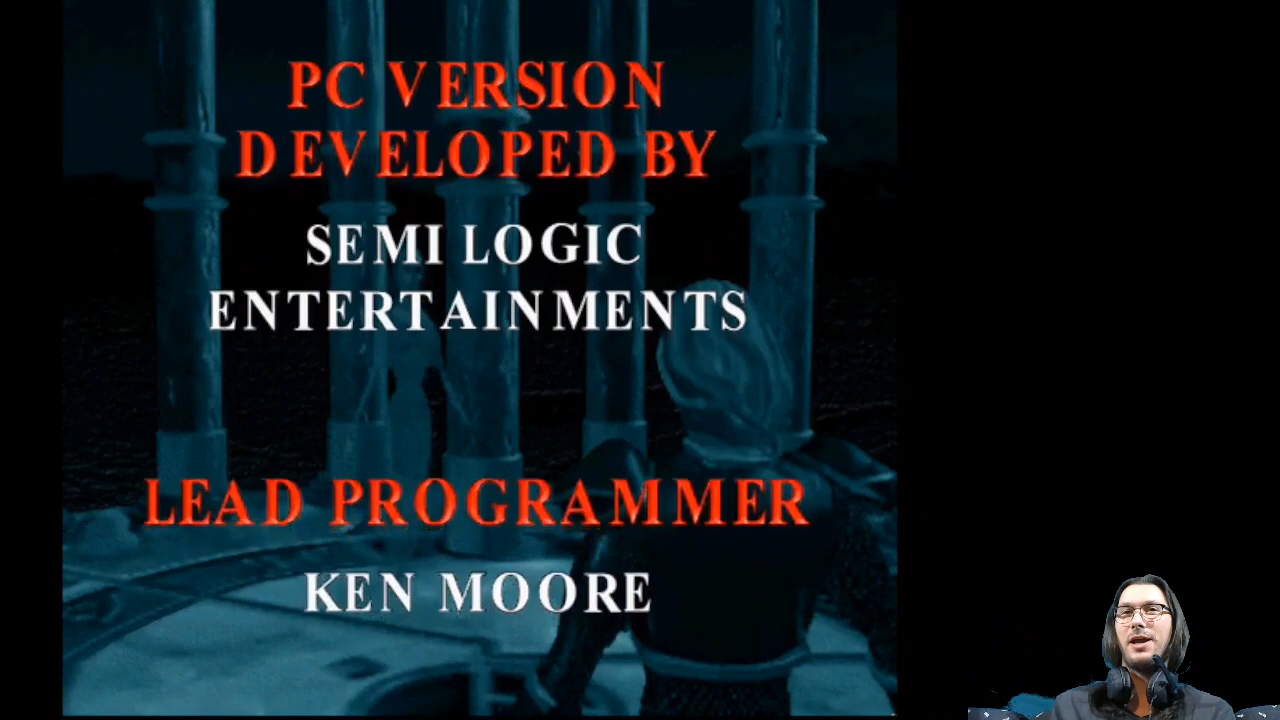 PC VERSION
DEVELOPED BY
SEMI LOGIC
ENTERTAINMENTS
LEAD PROGRAMMER
KEN MOORE